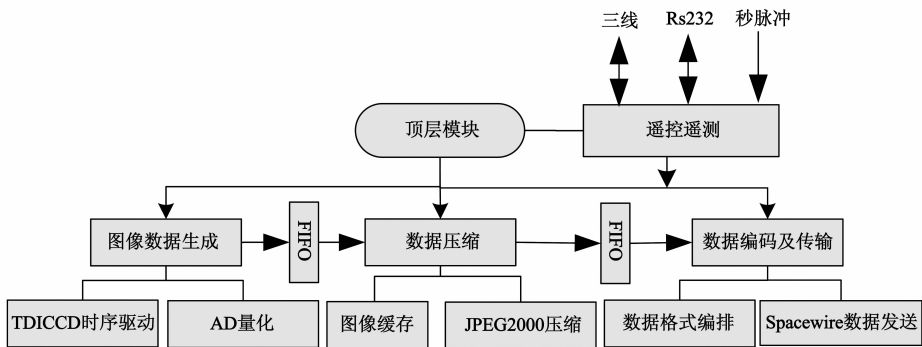 三线
Rs232
秒脉冲
顶层模块
遥控遥测
图像数据生成
FIFO
数据压缩
FIFO
数据编码及传输
TDICCD时序驱动
AD量化
图像缓存
JPEG2000压缩
数据格式编排
Spacewire数据发送